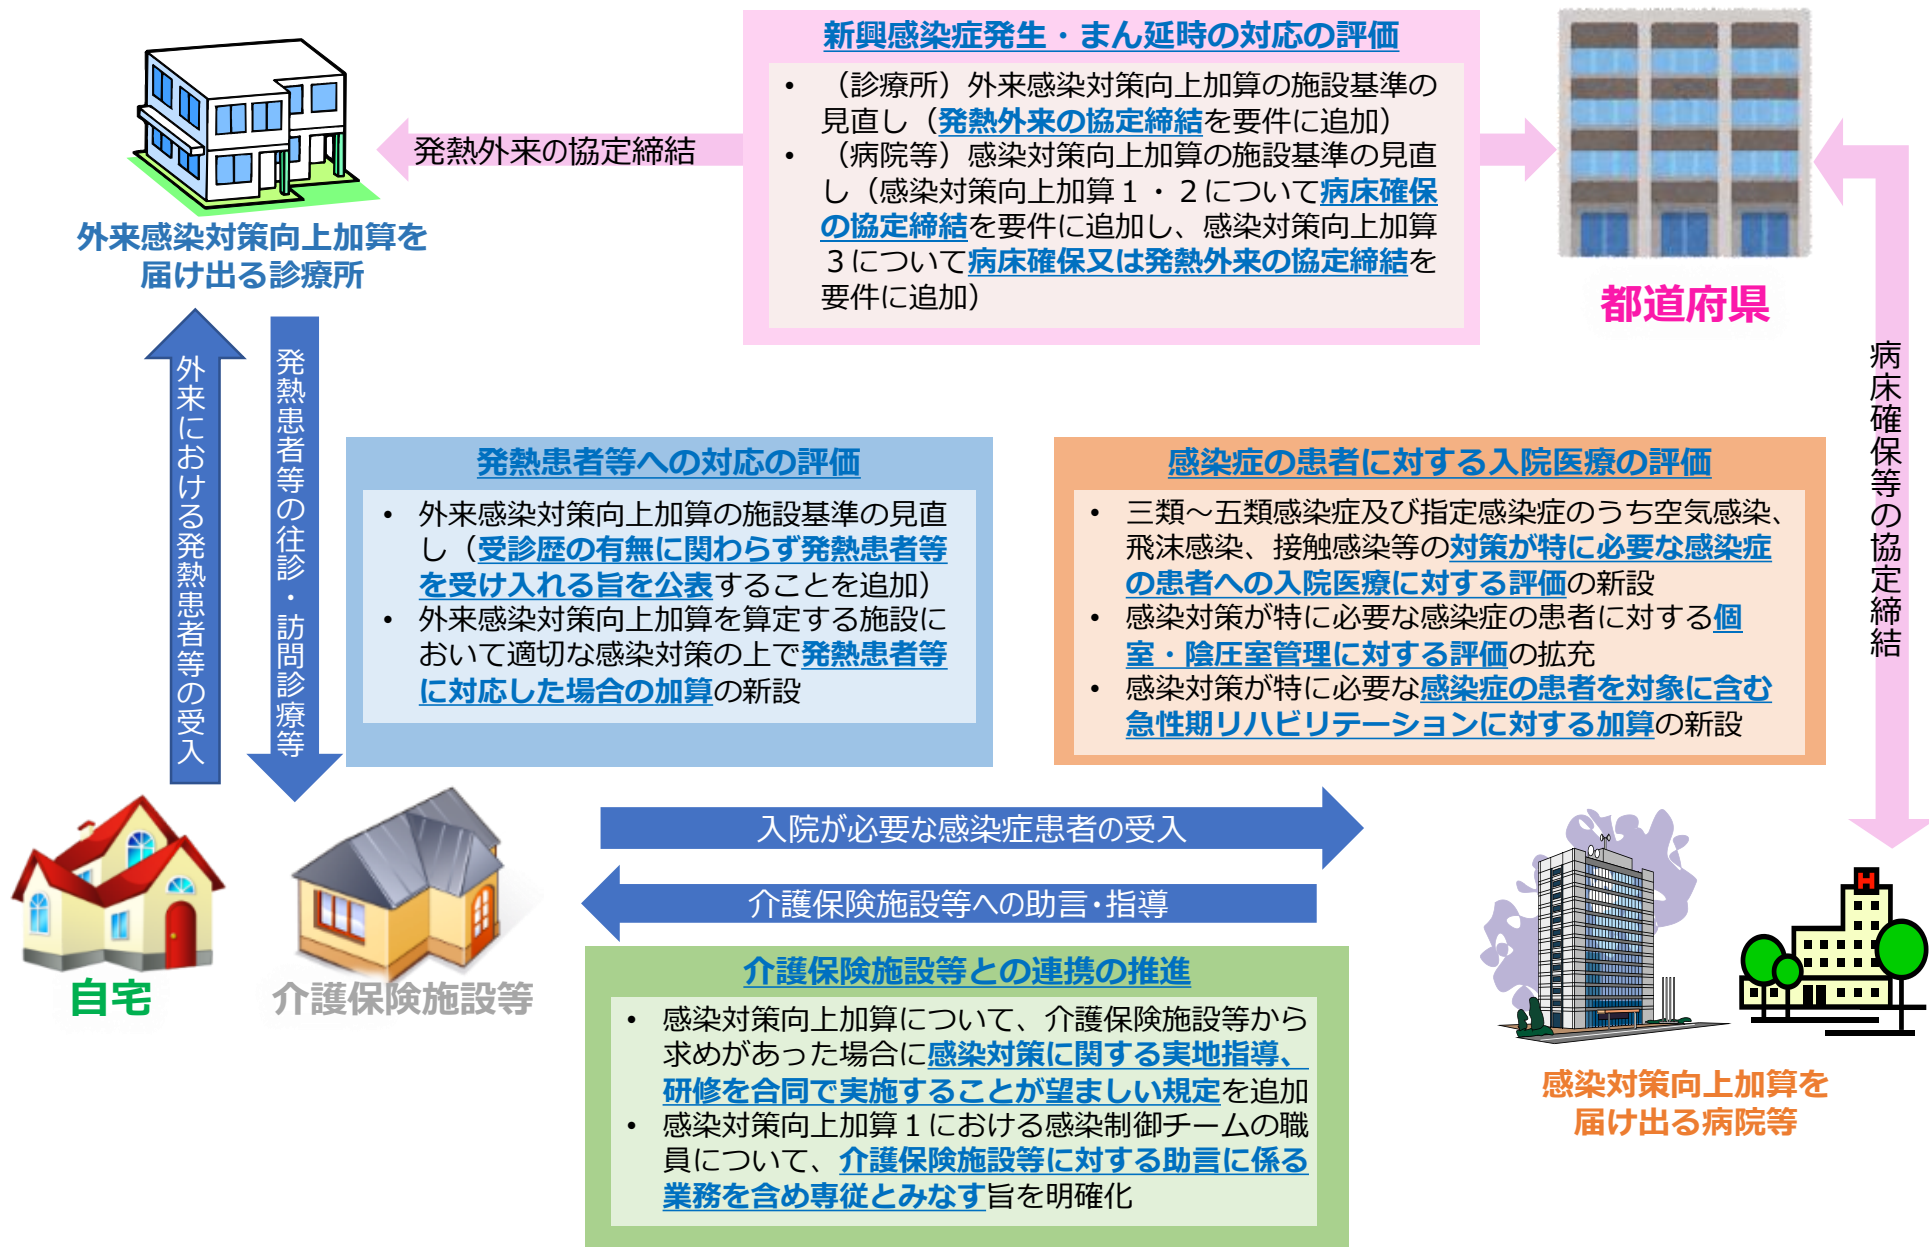 新興感染症発生・まん延時の対応の評価
• （診療所）外来感染対策向上加算の施設基準の
見直し（発熱外来の協定締結を要件に追加）
• （病院等）感染対策向上加算の施設基準の見直
し（感染対策向上加算１・２について病床確保
の協定締結を要件に追加し、感染対策向上加算
３について病床確保又は発熱外来の協定締結を
要件に追加）
発熱外来の協定締結
外来感染対策向上加算を
届け出る診療所
都道府県
病床確保等の協定締結
外来における発熱患者等の受入
発熱患者等の往診・訪問診療等
発熱患者等への対応の評価
• 外来感染対策向上加算の施設基準の見直
し（受診歴の有無に関わらず発熱患者等
を受け入れる旨を公表することを追加）
• 外来感染対策向上加算を算定する施設に
おいて適切な感染対策の上で発熱患者等
に対応した場合の加算の新設
感染症の患者に対する入院医療の評価
• 三類～五類感染症及び指定感染症のうち空気感染、
飛沫感染、接触感染等の対策が特に必要な感染症
の患者への入院医療に対する評価の新設
• 感染対策が特に必要な感染症の患者に対する個
室・陰圧室管理に対する評価の拡充
• 感染対策が特に必要な感染症の患者を対象に含む
急性期リハビリテーションに対する加算の新設
入院が必要な感染症患者の受入
介護保険施設等への助言・指導
自宅
介護保険施設等
介護保険施設等との連携の推進
• 感染対策向上加算について、介護保険施設等から
求めがあった場合に感染対策に関する実地指導、
研修を合同で実施することが望ましい規定を追加
• 感染対策向上加算１における感染制御チームの職
員について、介護保険施設等に対する助言に係る
業務を含め専従とみなす旨を明確化
H
感染対策向上加算を
届け出る病院等